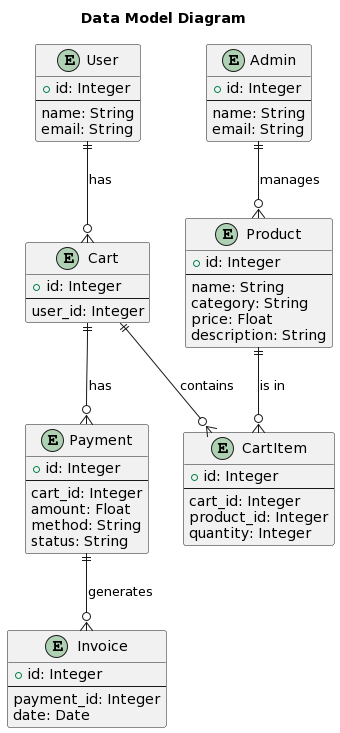 Data Model Diagram
E User
id: Integer
name: String
email: String
E Admin
id: Integer
name: String
email: String
has
manages
E Cart
id: Integer
user_id: Integer
E Product
id: Integer
name: String
category: String
price: Float
description: String
has
contains
is in
E Payment
id: Integer
cart_id: Integer
amount: Float
method: String
status: String
E CartItem
id: Integer
cart_id: Integer
product_id: Integer
quantity: Integer
generates
E Invoice
id: Integer
payment_id: Integer
date: Date